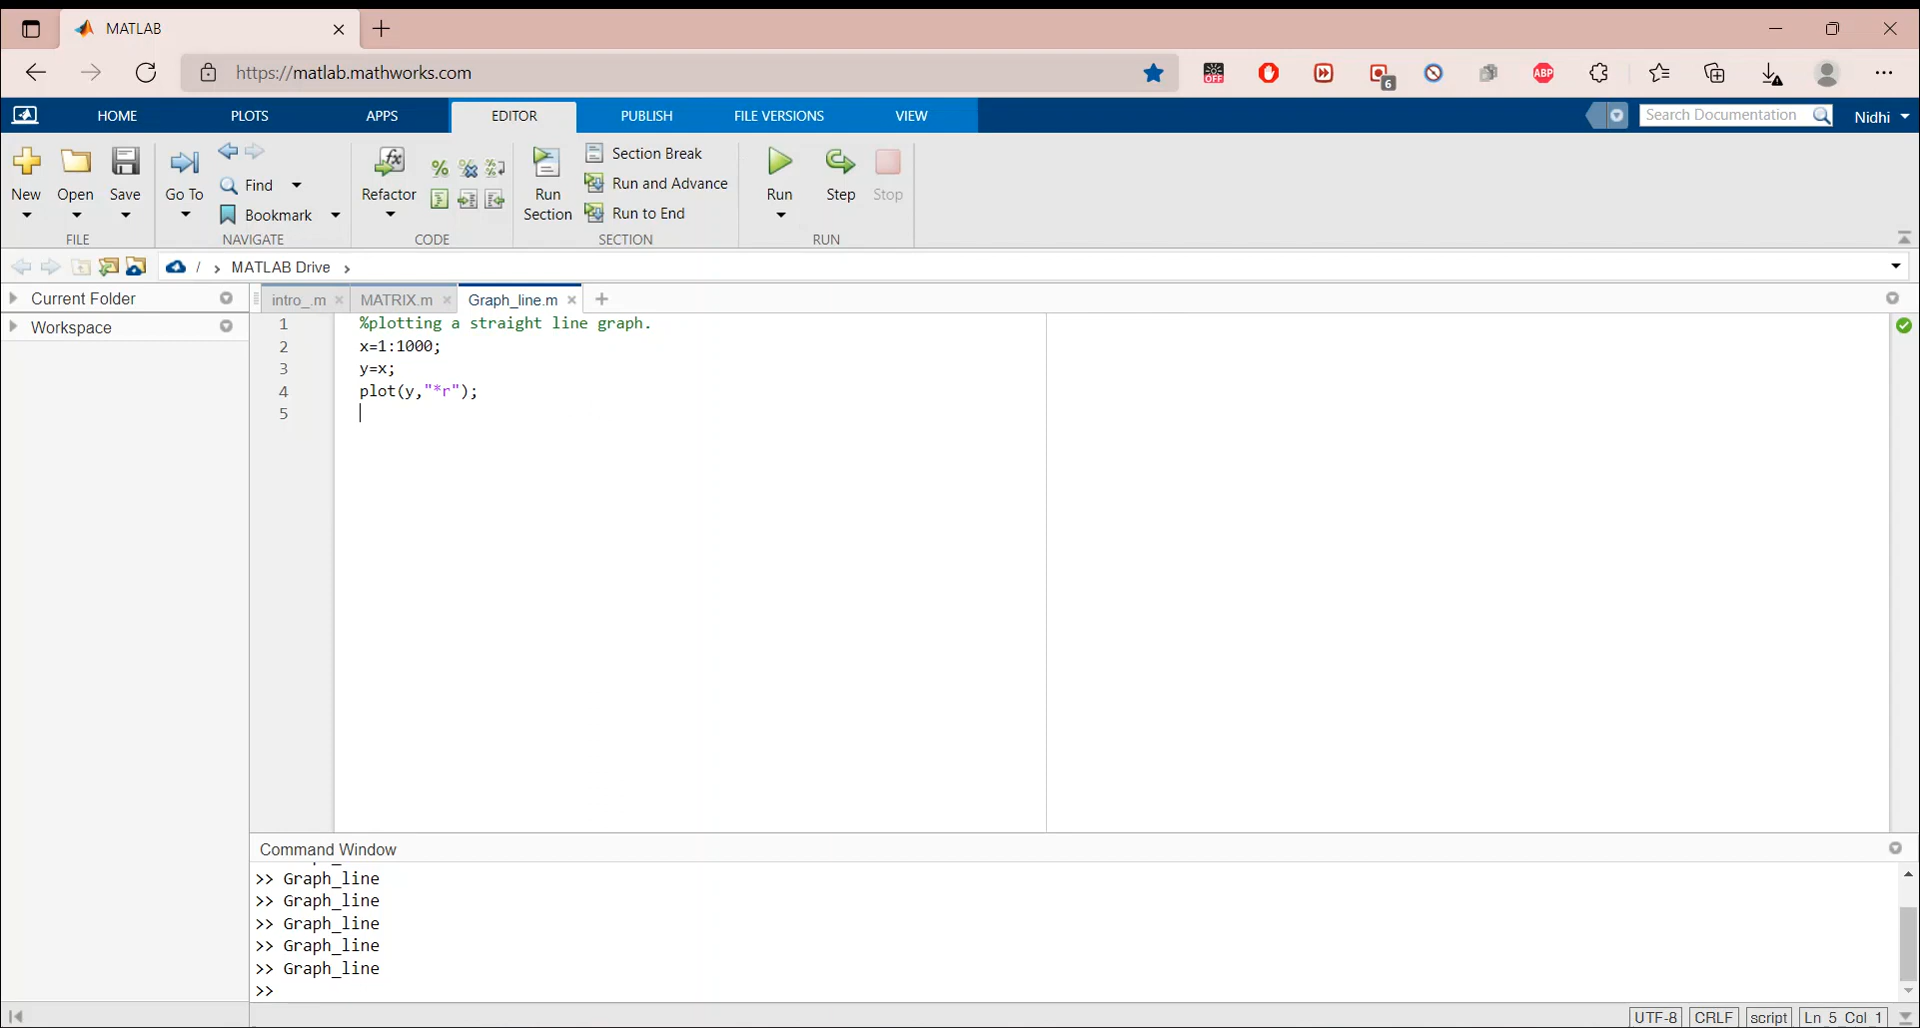 MATLAB
https://matlab.mathworks.com
OFF
6
ABP
HOME PLOTS APPS EDITOR PUBLISH FILE VERSIONS VIEW
Search Documentation
Nidhi
New Open Save
FILE
Go To
Find
Bookmark
NAVIGATE
Refactor
CODE
Run Section
Section Break
Run and Advance
Run to End
SECTION
Run Step Stop
RUN
/ › MATLAB Drive ›
Current Folder
Workspace
intro_.m MATRIX.m Graph_line.m
1 %plotting a straight line graph.
2 x=1:1000;
3 y=x;
4 plot(y,"*r");
5
Command Window
>> Graph_line
>> Graph_line
>> Graph_line
>> Graph_line
>> Graph_line
>>
UTF-8 CRLF script Ln 5 Col 1